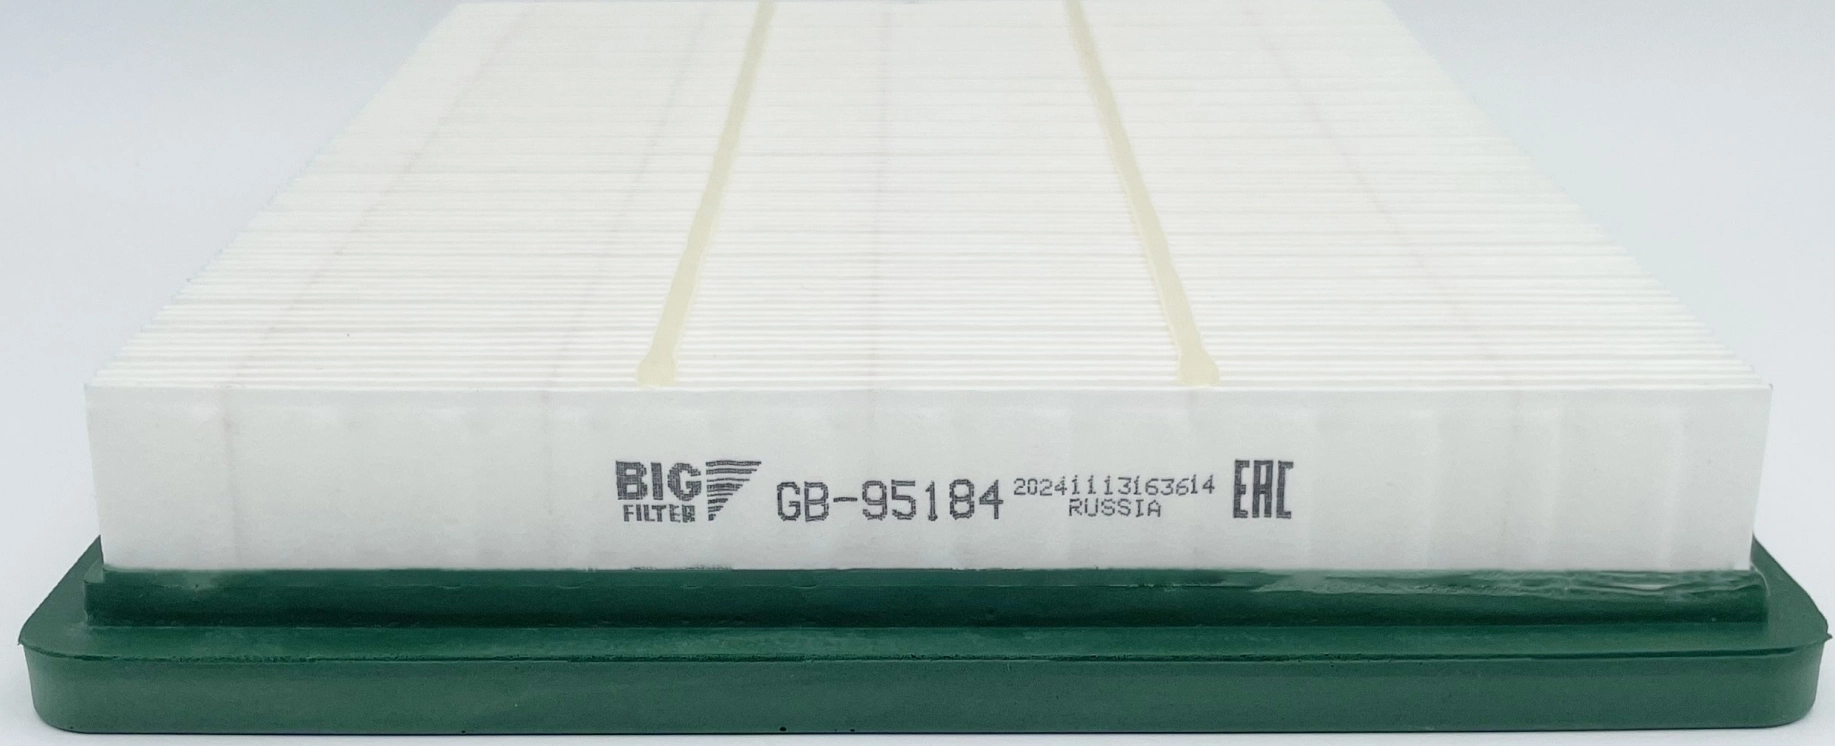 BIG
FILTER
GB-95184
20241113163614
RUSSIA
EAC